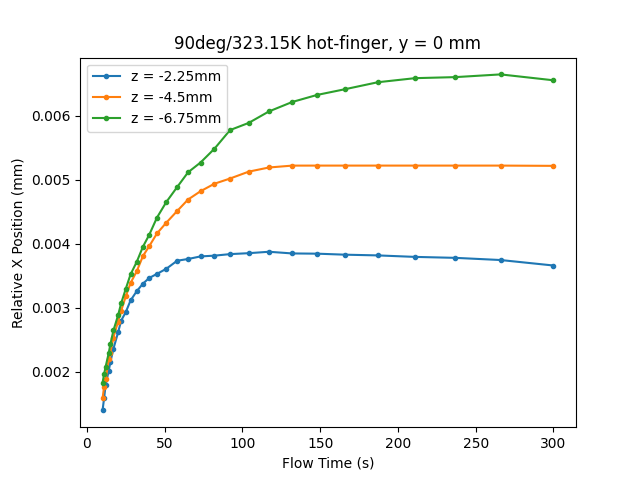 90deg/323.15K hot-finger, y = 0 mm
z = -2.25mm
z = -4.5mm
z = -6.75mm
Relative X Position (mm)
0.006
0.005
0.004
0.003
0.002
0 50 100 150 200 250 300
Flow Time (s)